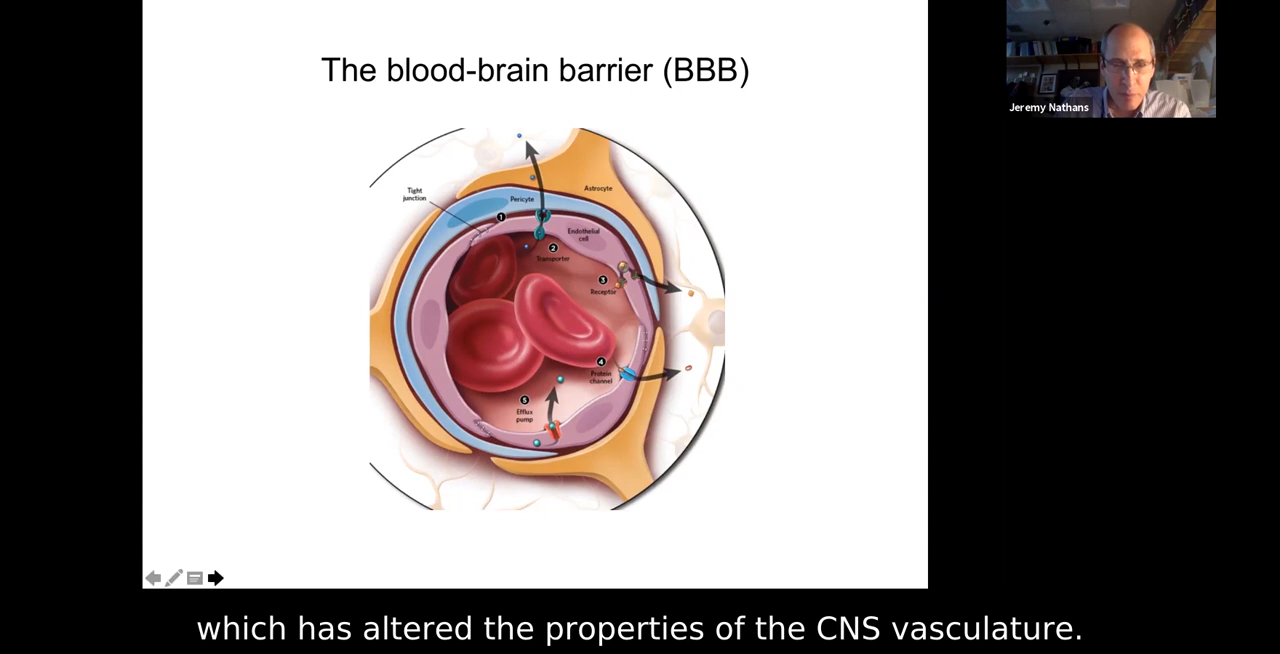 The blood-brain barrier (BBB)
Jeremy Nathans
Tight
junction
Pericyte
Astrocyte
1
Endothelial
cell
2
Transporter
3
Receptor
4
Protein
channel
5
Efflux
pump
which has altered the properties of the CNS vasculature.